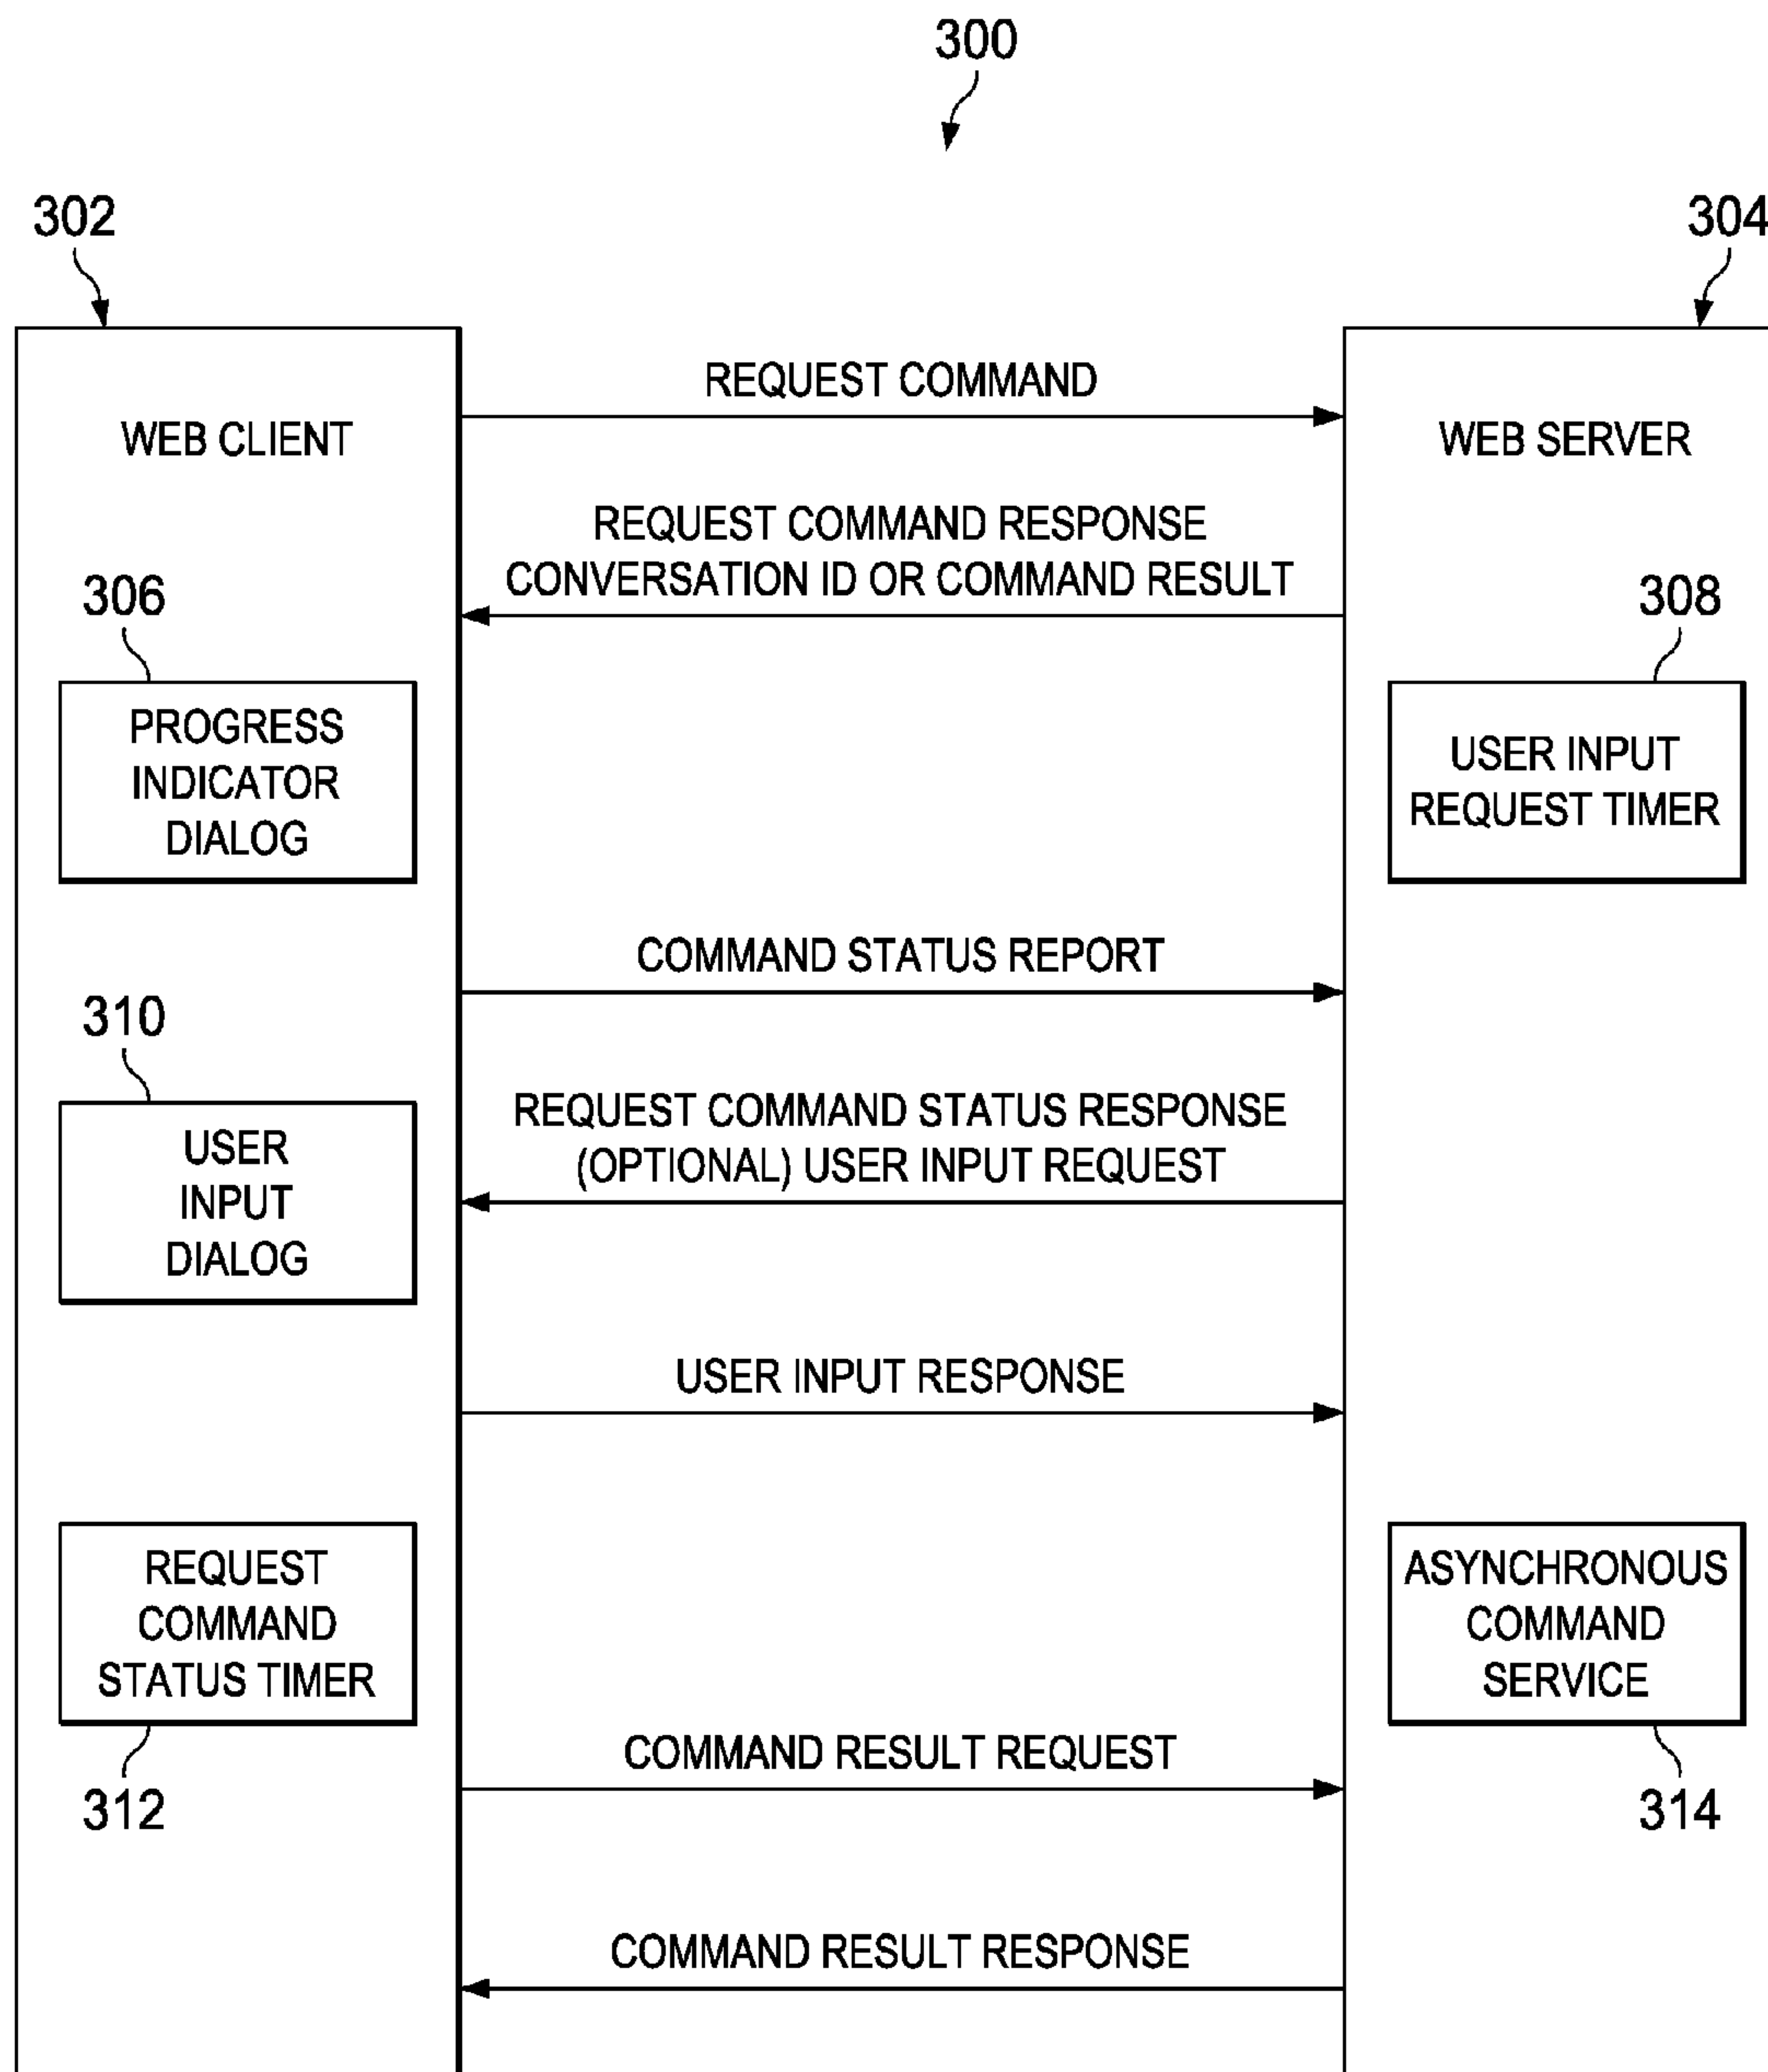 300
302
304
REQUEST COMMAND
WEB CLIENT
WEB SERVER
REQUEST COMMAND RESPONSE
CONVERSATION ID OR COMMAND RESULT
306
308
PROGRESS
INDICATOR
DIALOG
USER INPUT
REQUEST TIMER
COMMAND STATUS REPORT
310
REQUEST COMMAND STATUS RESPONSE
(OPTIONAL) USER INPUT REQUEST
USER
INPUT
DIALOG
USER INPUT RESPONSE
REQUEST
COMMAND
STATUS TIMER
ASYNCHRONOUS
COMMAND
SERVICE
COMMAND RESULT REQUEST
312
314
COMMAND RESULT RESPONSE